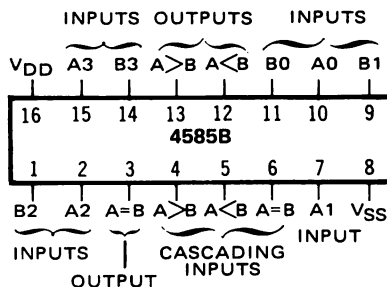 INPUTS OUTPUTS INPUTS
VDD A3 B3 A>B A<B B0 A0 B1
16 15 14 13 12 11 10 9
4585B
1 2 3 4 5 6 7 8
B2 A2 A=B A>B A<B A=B A1 VSS
INPUTS CASCADING INPUT
OUTPUT INPUTS